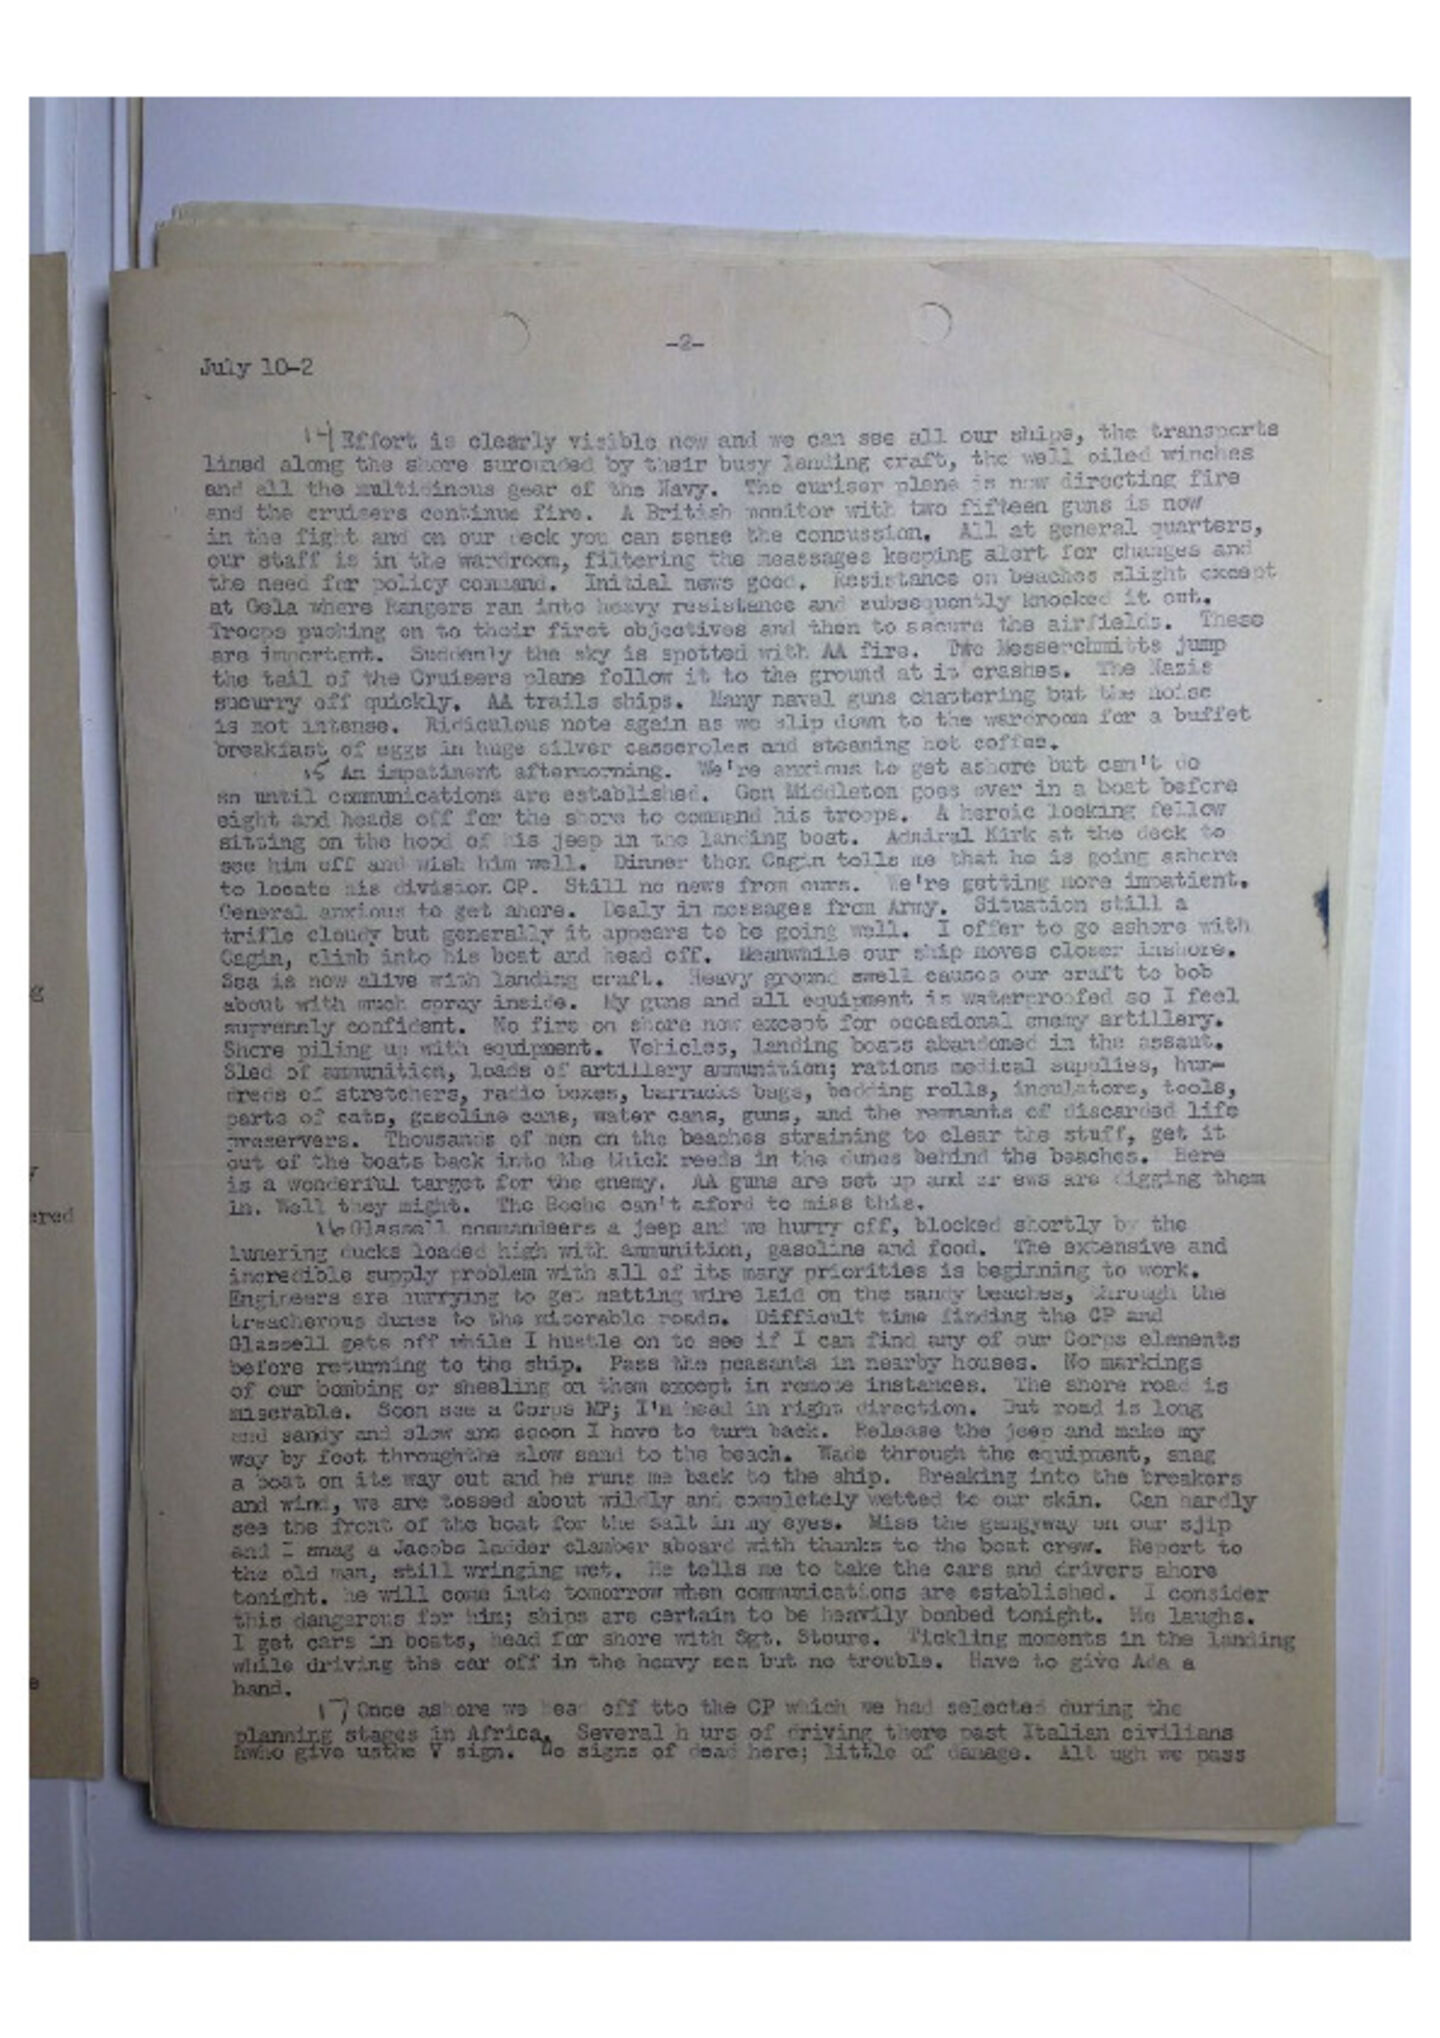 -2-
July 10-2
14 Effort is clearly visible now and we can see all our ships, the transports
lined along the shore surounded by their busy landing craft, the well oiled winches
and all the multidinous gear of the Navy. The curiser plane is now directing fire
and the cruisers continue fire. A British monitor with two fifteen guns is now
in the fight and on our deck you can sense the concussion. All at general quarters,
our staff is in the wardroom, filtering the meassages keeping alert for changes and
the need for policy command. Initial news good. Resistance on beaches slight except
at Gela where Rangers ran into heavy resistance and subsequently knocked it out.
Troops pushing on to their first objectives and then to secure the airfields. These
are important. Suddenly the sky is spotted with AA fire. Two Messerchmitts jump
the tail of the Cruisers plane follow it to the ground at it crashes. The Nazis
sucurry off quickly. AA trails ships. Many naval guns chattering but the noise
is not intense. Ridiculous note again as we slip down to the wardroom for a buffet
breakfast of eggs in huge silver casseroles and steaming hot coffee.
15 An impatinent aftermorning. We're anxious to get ashore but can't do
so until communications are established. Gen Middleton goes over in a boat before
eight and heads off for the shore to command his troops. A heroic looking fellow
sitting on the hood of his jeep in the landing boat. Admiral Kirk at the deck to
see him off and wish him well. Dinner then Cagin tells me that he is going ashore
to locate his division CP. Still no news from ours. We're getting more impatient.
General anxious to get ahore. Dealy in messages from Army. Situation still a
trifle cloudy but generally it appears to be going well. I offer to go ashore with
Cagin, climb into his boat and head off. Meanwhile our ship moves closer inshore.
Sea is now alive with landing craft. Heavy ground swell causes our craft to bob
about with much spray inside. My guns and all equipment is waterproofed so I feel
supremely confident. No fire on shore now except for occasional enemy artillery.
Shore piling up with equipment. Vehicles, landing boats abandoned in the assaut.
Sled of ammunition, loads of artillery ammunition; rations medical supplies, hun-
dreds of stretchers, radio boxes, barracks bags, bedding rolls, insulators, tools,
parts of cats, gasoline cans, water cans, guns, and the remnants of discarded life
preservers. Thousands of men on the beaches straining to clear the stuff, get it
out of the boats back into the thick reeds in the dunes behind the beaches. Here
is a wonderful target for the enemy. AA guns are set up and cr ews are digging them
in. Well they might. The Boche can't aford to miss this.
16 Glassell commandeers a jeep and we hurry off, blocked shortly by the
lumering ducks loaded high with ammunition, gasoline and food. The extensive and
incredible supply problem with all of its many priorities is beginning to work.
Engineers are hurrying to get matting wire laid on the sandy beaches, through the
treacherous dunes to the miserable roads. Difficult time finding the CP and
Glassell gets off while I hustle on to see if I can find any of our Corps elements
before returning to the ship. Pass the peasants in nearby houses. No markings
of our bombing or sheeling on them except in remote instances. The shore road is
miserable. Soon see a Corps MP; I'm head in right direction. But road is long
and sandy and slow and scoon I have to turn back. Release the jeep and make my
way by foot throughthe slow sand to the beach. Wade through the equipment, snag
a boat on its way out and he runs me back to the ship. Breaking into the breakers
and wind, we are tossed about wildly and completely wetted to our skin. Can hardly
see the front of the boat for the salt in my eyes. Miss the gangyway on our sjip
and I snag a Jacobs ladder clamber aboard with thanks to the boat crew. Report to
the old man, still wringing wet. He tells me to take the cars and drivers ahore
tonight. he will come into tomorrow when communications are established. I consider
this dangerous for him; ships are certain to be heavily bombed tonight. He laughs.
I get cars in boats, head for shore with Sgt. Stoure. Tickling moments in the landing
while driving the car off in the heavy sea but no trouble. Have to give Ada a
hand.
17 Once ashore we head off tto the CP which we had selected during the
planning stages in Africa. Several h urs of driving there past Italian civilians
hwho give usthe V sign. No signs of dead here; little of damage. Alt ugh we pass